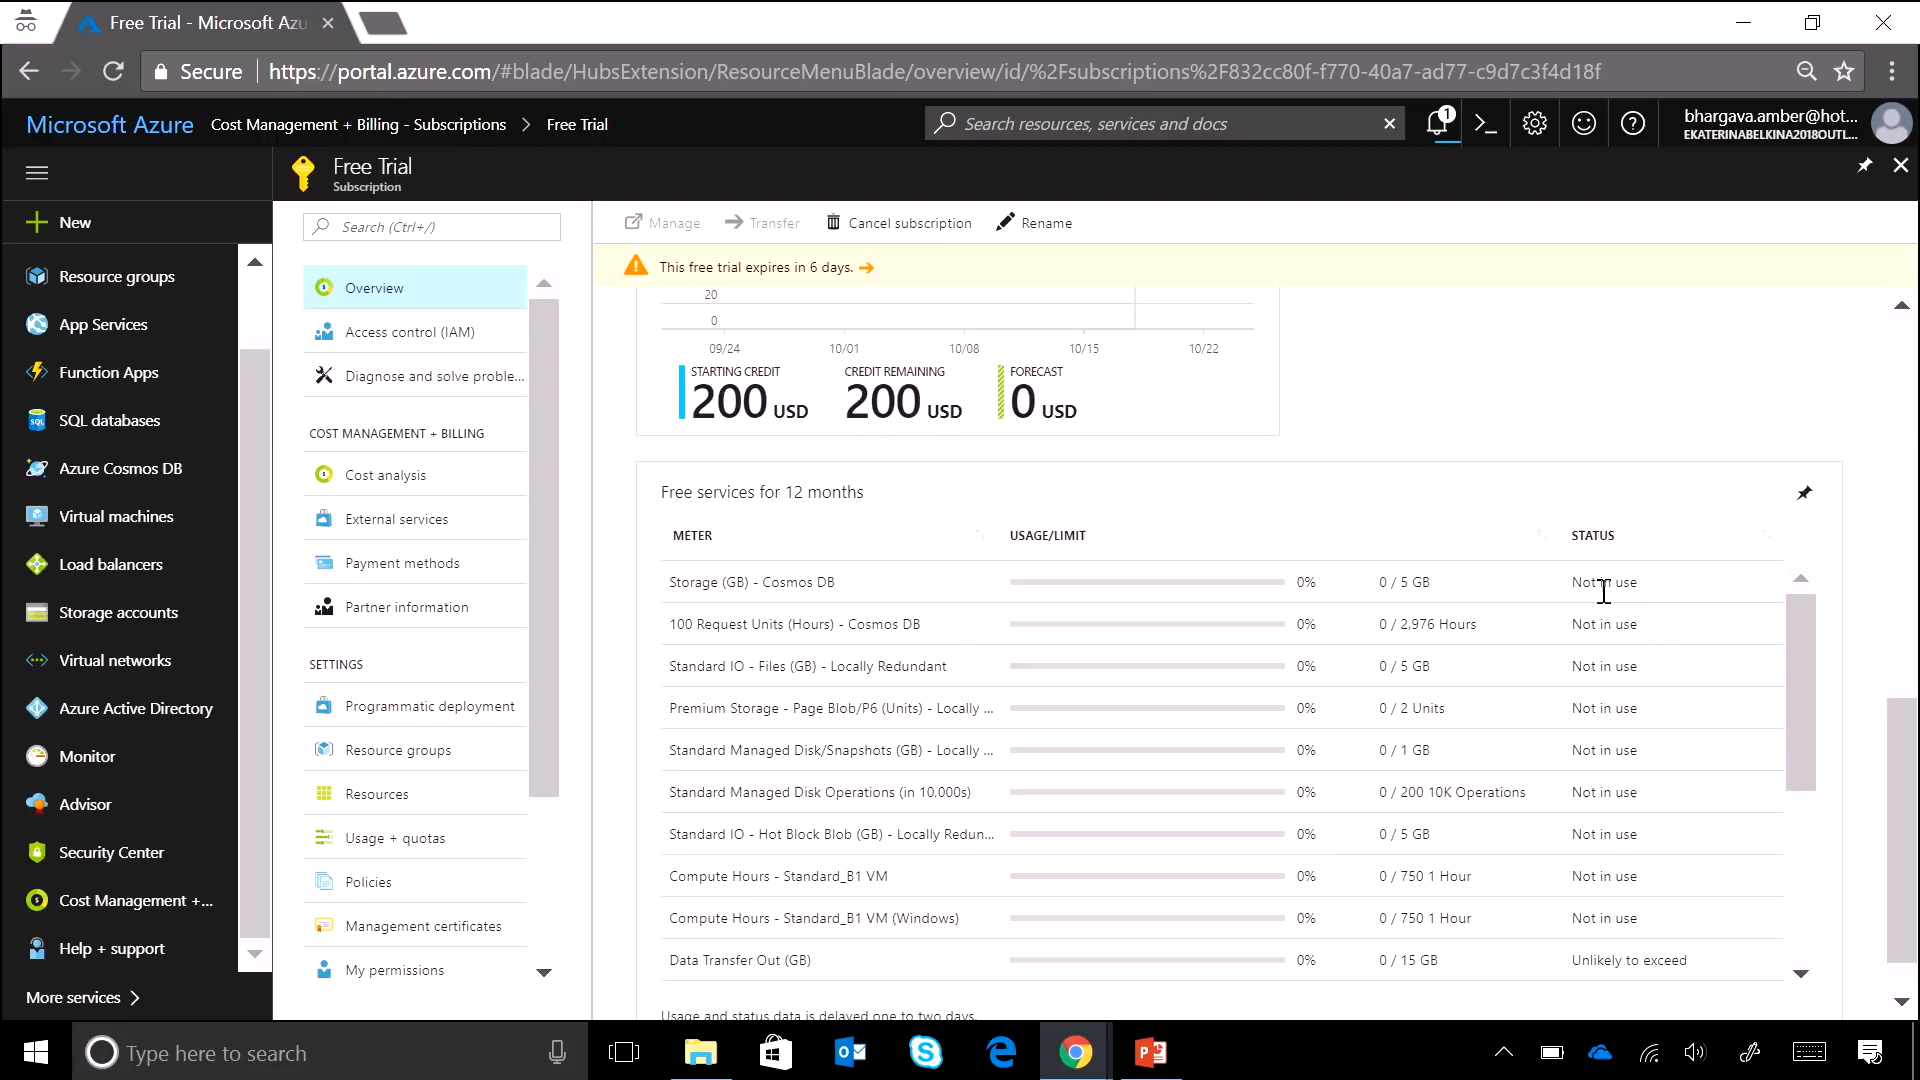 Free Trial - Microsoft Azu
Secure https://portal.azure.com/#blade/HubsExtension/ResourceMenuBlade/overview/id/%2Fsubscriptions%2F832cc80f-f770-40a7-ad77-c9d7c3f4d18f
Microsoft Azure Cost Management + Billing - Subscriptions > Free Trial
Search resources, services and docs
1
bhargava.amber@hot...
EKATERINABELKINA2018OUTL...
Free Trial
Subscription
New
Resource groups
App Services
Function Apps
SQL databases
Azure Cosmos DB
Virtual machines
Load balancers
Storage accounts
Virtual networks
Azure Active Directory
Monitor
Advisor
Security Center
Cost Management +...
Help + support
More services >
Search (Ctrl+/)
Overview
Access control (IAM)
Diagnose and solve proble...
COST MANAGEMENT + BILLING
Cost analysis
External services
Payment methods
Partner information
SETTINGS
Programmatic deployment
Resource groups
Resources
Usage + quotas
Policies
Management certificates
My permissions
Manage Transfer Cancel subscription Rename
This free trial expires in 6 days.
20
0
09/24 10/01 10/08 10/15 10/22
STARTING CREDIT CREDIT REMAINING FORECAST
200 USD 200 USD 0 USD
Free services for 12 months
METER USAGE/LIMIT STATUS
Storage (GB) - Cosmos DB 0% 0 / 5 GB Not in use
100 Request Units (Hours) - Cosmos DB 0% 0 / 2,976 Hours Not in use
Standard IO - Files (GB) - Locally Redundant 0% 0 / 5 GB Not in use
Premium Storage - Page Blob/P6 (Units) - Locally ... 0% 0 / 2 Units Not in use
Standard Managed Disk/Snapshots (GB) - Locally ... 0% 0 / 1 GB Not in use
Standard Managed Disk Operations (in 10,000s) 0% 0 / 200 10K Operations Not in use
Standard IO - Hot Block Blob (GB) - Locally Redun... 0% 0 / 5 GB Not in use
Compute Hours - Standard_B1 VM 0% 0 / 750 1 Hour Not in use
Compute Hours - Standard_B1 VM (Windows) 0% 0 / 750 1 Hour Not in use
Data Transfer Out (GB) 0% 0 / 15 GB Unlikely to exceed
Usage and status data is delayed one to two days.
Type here to search